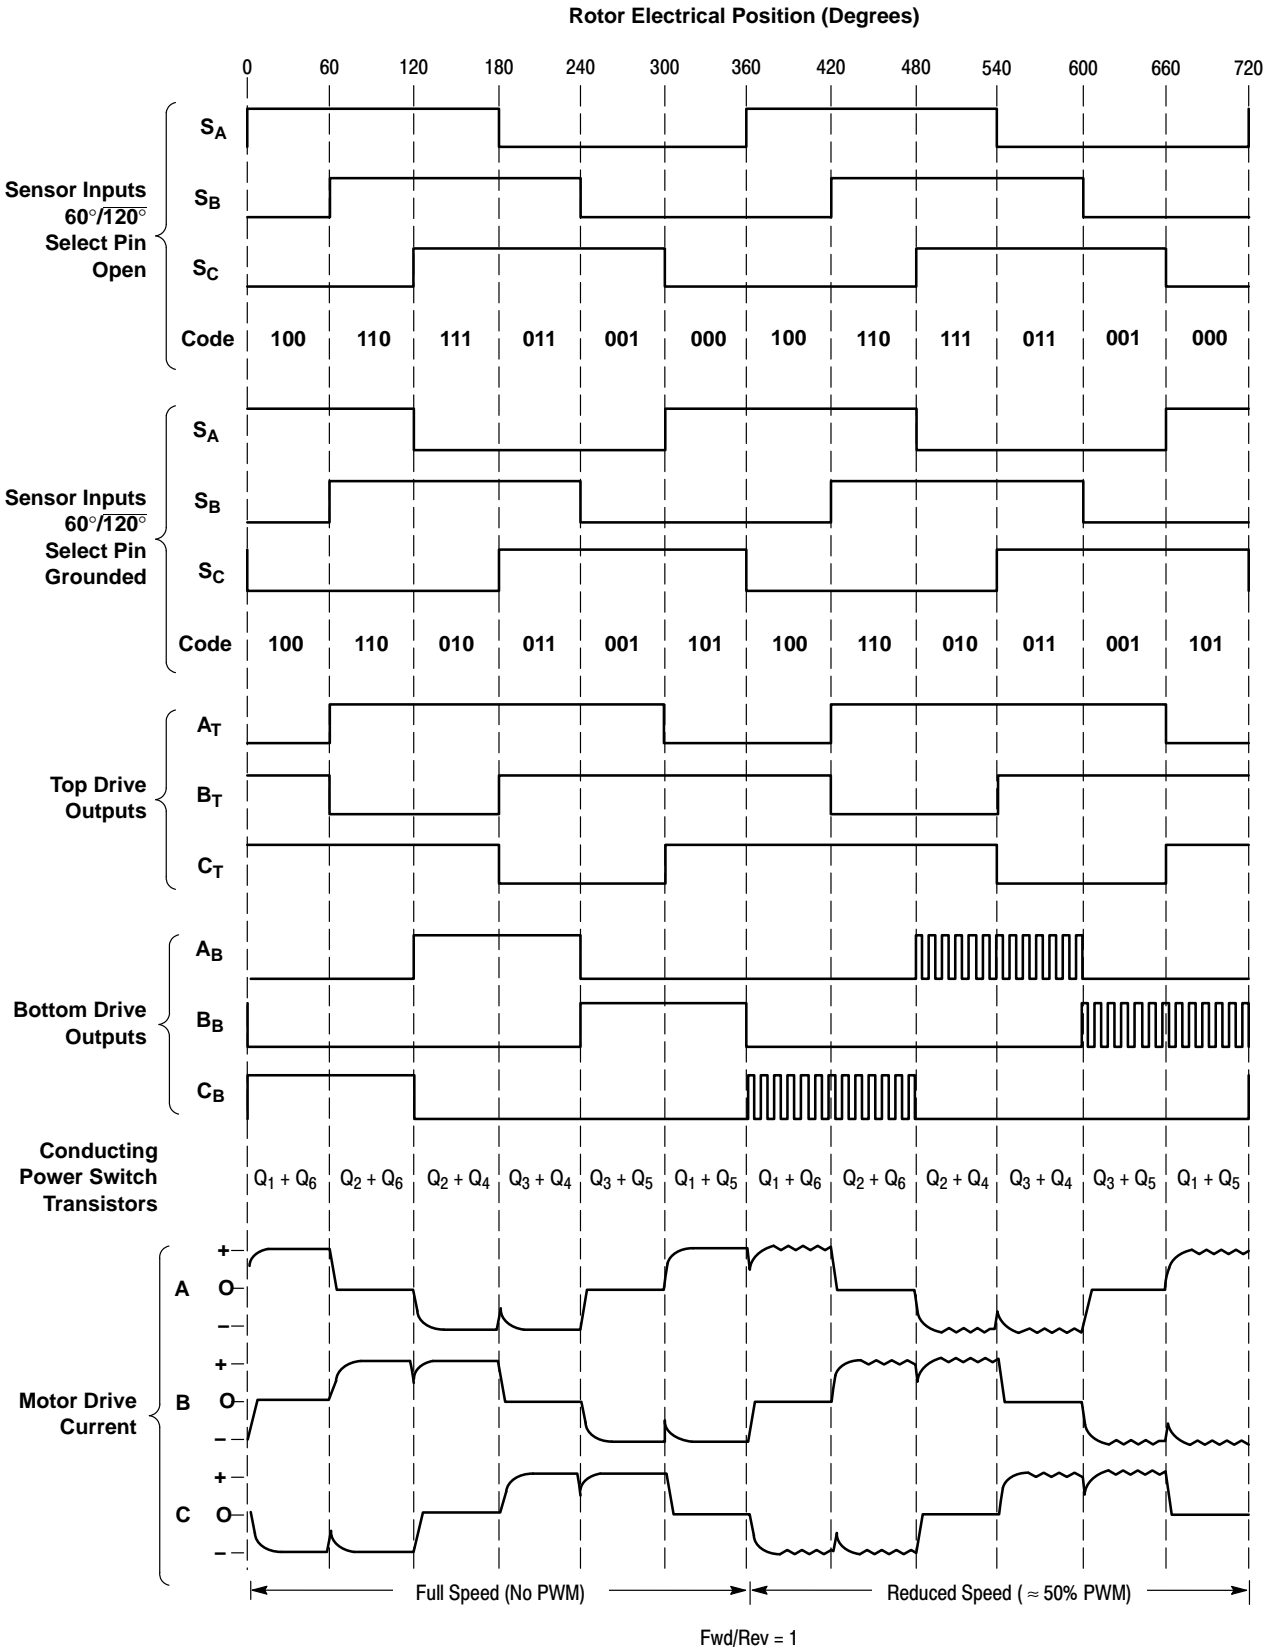 Rotor Electrical Position (Degrees)
0 60 120 180 240 300 360 420 480 540 600 660 720
Sensor Inputs
60°/120°
Select Pin
Open
SA
SB
SC
Code 100 110 111 011 001 000 100 110 111 011 001 000
Sensor Inputs
60°/120°
Select Pin
Grounded
SA
SB
SC
Code 100 110 010 011 001 101 100 110 010 011 001 101
Top Drive
Outputs
AT
BT
CT
Bottom Drive
Outputs
AB
BB
CB
Conducting
Power Switch
Transistors
Q1 + Q6 Q2 + Q6 Q2 + Q4 Q3 + Q4 Q3 + Q5 Q1 + Q5 Q1 + Q6 Q2 + Q6 Q2 + Q4 Q3 + Q4 Q3 + Q5 Q1 + Q5
Motor Drive
Current
+
A O
−
+
B O
−
+
C O
−
Full Speed (No PWM) Reduced Speed ( ≈ 50% PWM)
Fwd/Rev = 1